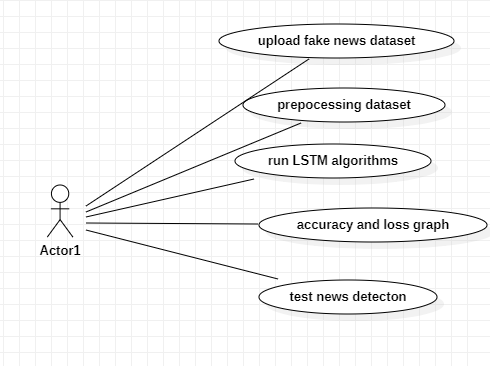 upload fake news dataset
prepocessing dataset
run LSTM algorithms
accuracy and loss graph
Actor1
test news detecton